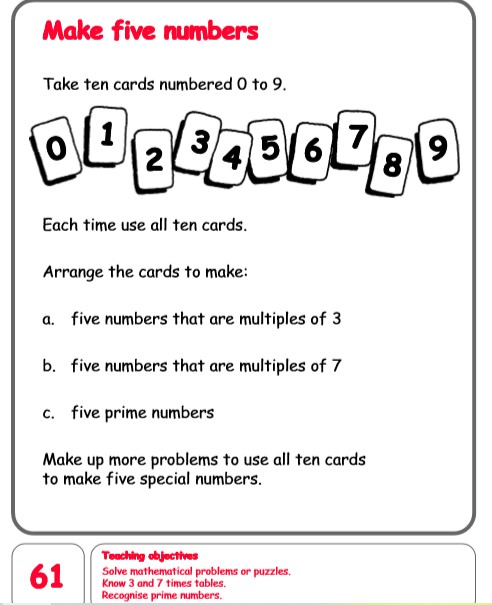 Make five numbers
Take ten cards numbered 0 to 9.
0 1 2 3 4 5 6 7 8 9
Each time use all ten cards.
Arrange the cards to make:
a. five numbers that are multiples of 3
b. five numbers that are multiples of 7
c. five prime numbers
Make up more problems to use all ten cards
to make five special numbers.
61
Teaching objectives
Solve mathematical problems or puzzles.
Know 3 and 7 times tables.
Recognise prime numbers.